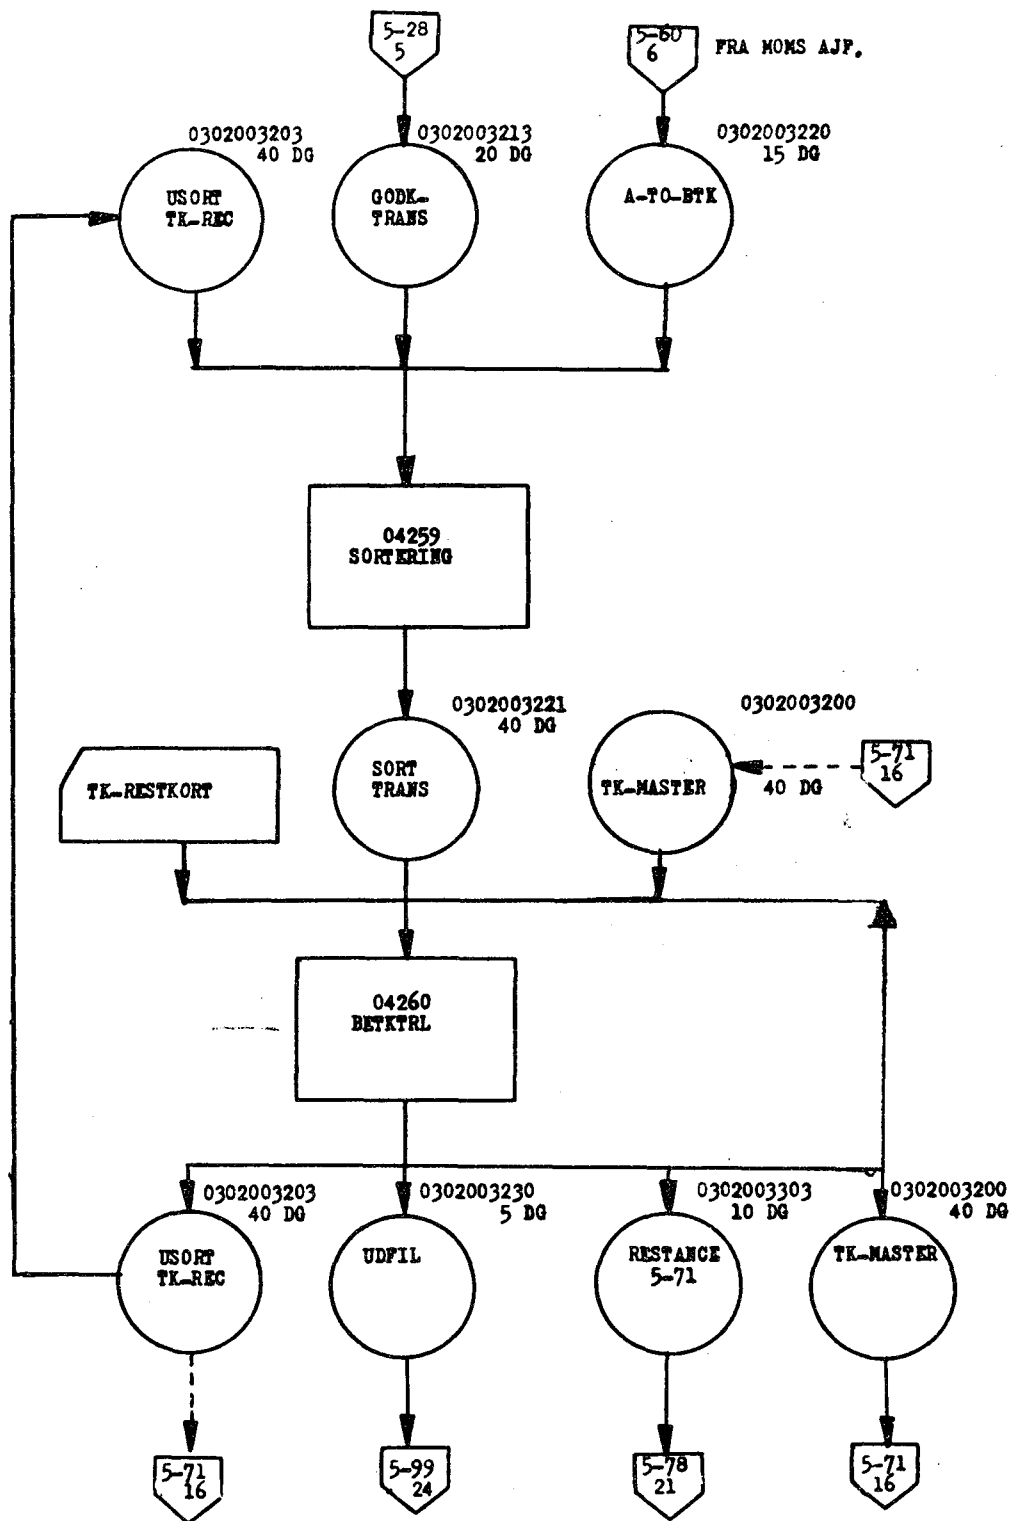 5-28
5
5-60
6
FRA MOMS AJF.
0302003203
40 DG
0302003213
20 DG
0302003220
15 DG
USORT
TK-REC
GODK-
TRANS
A-TO-BTK
04259
SORTERING
0302003221
40 DG
0302003200
SORT
TRANS
TK-RESTKORT
TK-MASTER
40 DG
5-71
16
04260
BETKTRL
0302003203
40 DG
0302003230
5 DG
0302003303
10 DG
0302003200
40 DG
USORT
TK-REC
UDFIL
RESTANCE
5-71
TK-MASTER
5-71
16
5-99
24
5-78
21
5-71
16